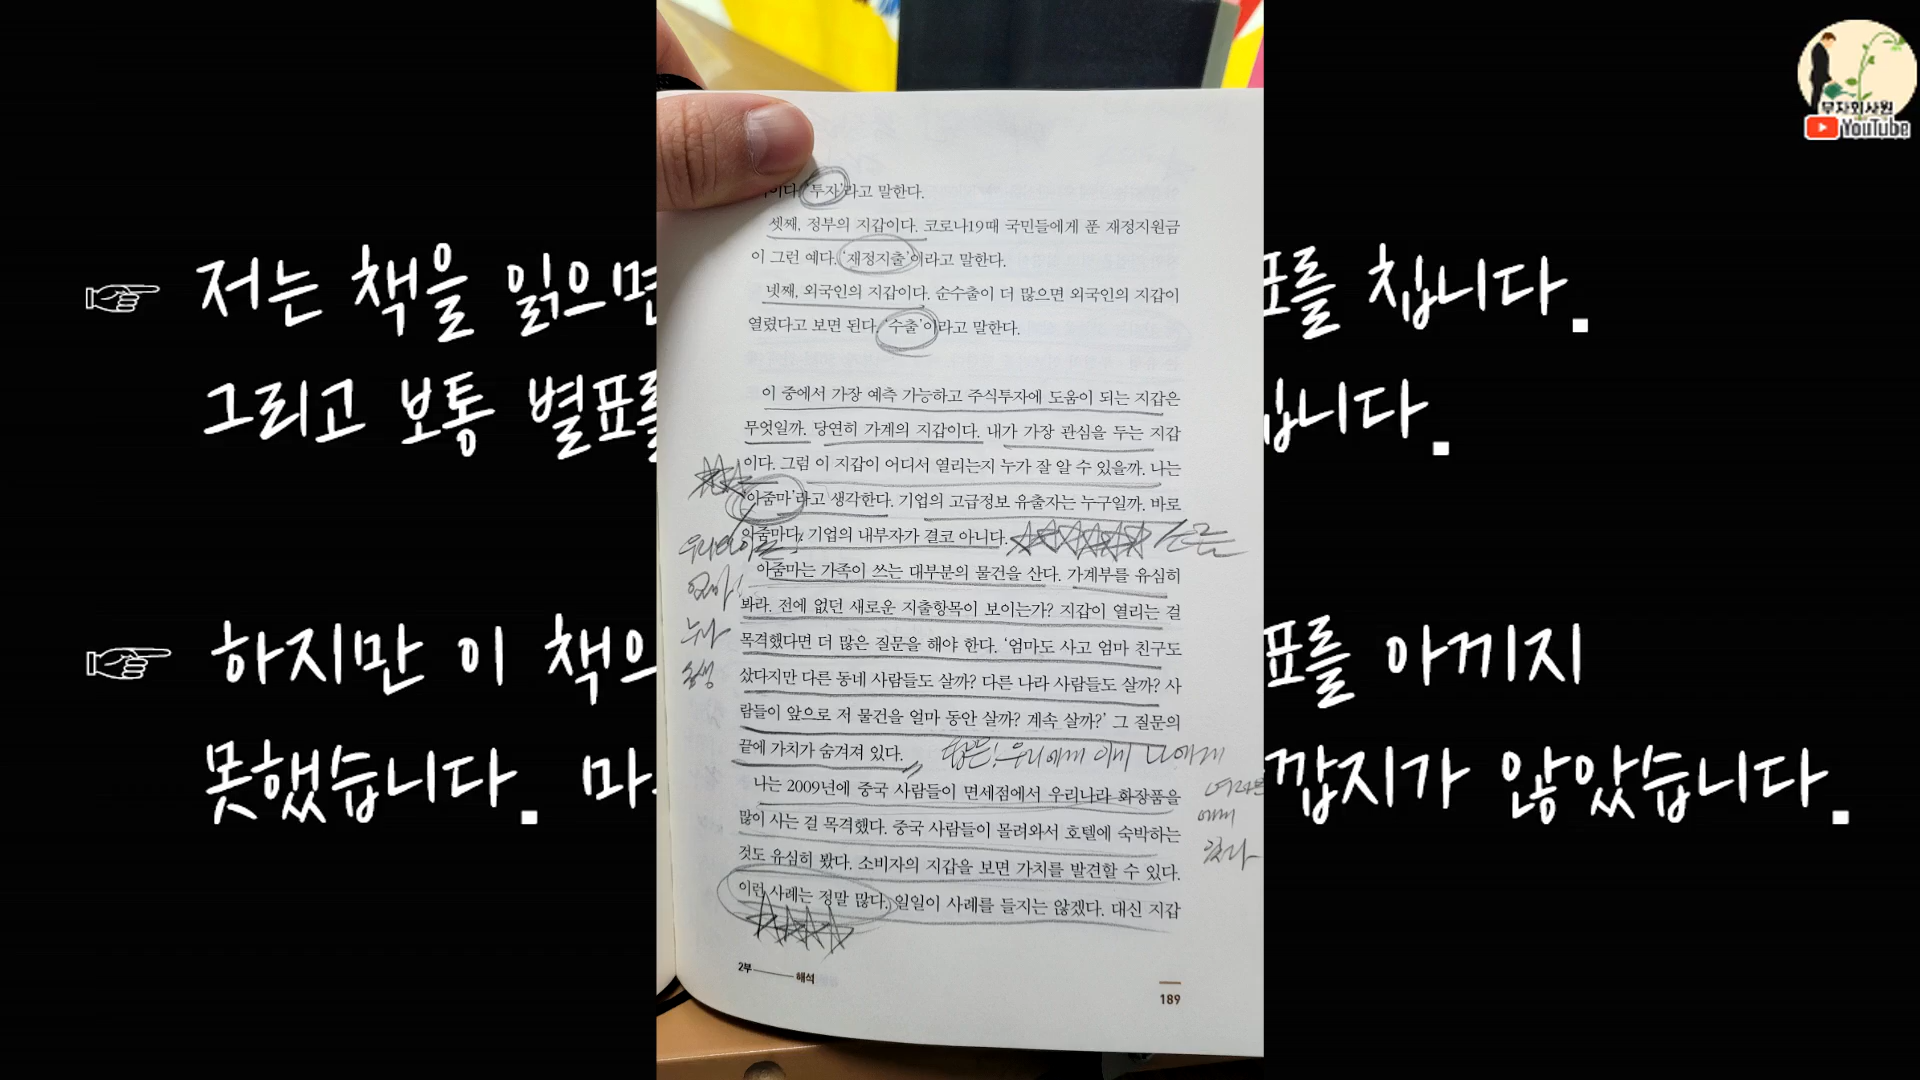 부자회사원
YouTube
☞ 저는 책을 읽으면 표를 칩니다.
그리고 보통 별표를 입니다.
☞ 하지만 이 책은 표를 아끼지
못했습니다. 깝지가 않았습니다.
이다. '투자'라고 말한다.
셋째, 정부의 지갑이다. 코로나19때 국민들에게 푼 재정지원금
이 그런 예다. '재정지출'이라고 말한다.
넷째, 외국인의 지갑이다. 순수출이 더 많으면 외국인의 지갑이
열렸다고 보면 된다. '수출'이라고 말한다.
이 중에서 가장 예측 가능하고 주식투자에 도움이 되는 지갑은
무엇일까. 당연히 가계의 지갑이다. 내가 가장 관심을 두는 지갑
이다. 그럼 이 지갑이 어디서 열리는지 누가 잘 알 수 있을까. 나는
'아줌마'라고 생각한다. 기업의 고급정보 유출자는 누구일까. 바로
아줌마다. 기업의 내부자가 결코 아니다.
아줌마는 가족이 쓰는 대부분의 물건을 산다. 가계부를 유심히
봐라. 전에 없던 새로운 지출항목이 보이는가? 지갑이 열리는 걸
목격했다면 더 많은 질문을 해야 한다. '엄마도 사고 엄마 친구도
샀다지만 다른 동네 사람들도 살까? 다른 나라 사람들도 살까? 사
람들이 앞으로 저 물건을 얼마 동안 살까? 계속 살까?' 그 질문의
끝에 가치가 숨겨져 있다.
나는 2009년에 중국 사람들이 면세점에서 우리나라 화장품을
많이 사는 걸 목격했다. 중국 사람들이 몰려와서 호텔에 숙박하는
것도 유심히 봤다. 소비자의 지갑을 보면 가치를 발견할 수 있다.
이런 사례는 정말 많다. 일일이 사례를 들지는 않겠다. 대신 지갑
엄마!
누나
동생
2부 해석
189